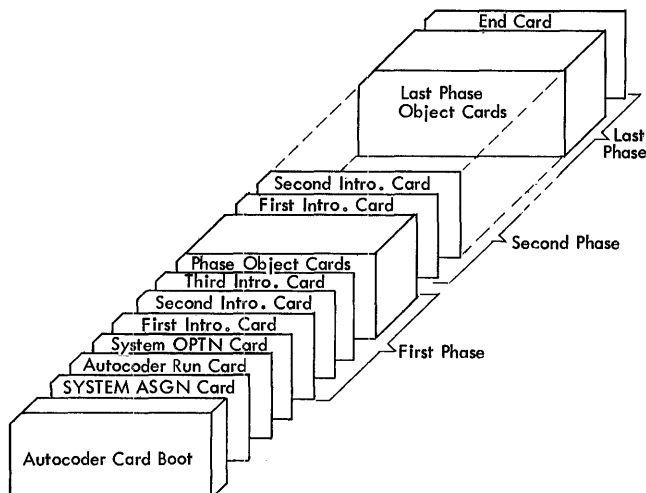 End Card
Last Phase
Object Cards
Last
Phase
Second Intro. Card
First Intro. Card
Second Phase
Phase Object Cards
Third Intro. Card
Second Intro. Card
First Intro. Card
System OPTN Card
First Phase
Autocoder Run Card
SYSTEM ASGN Card
Autocoder Card Boot